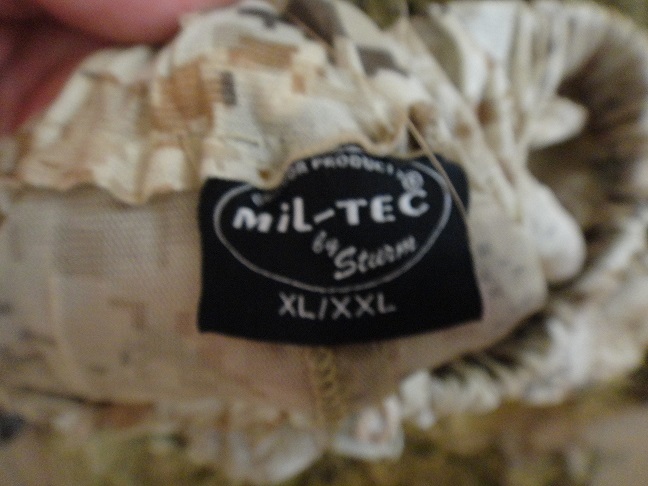 PRODUCTS
MiL-TEC®
by Sturm
XL/XXL